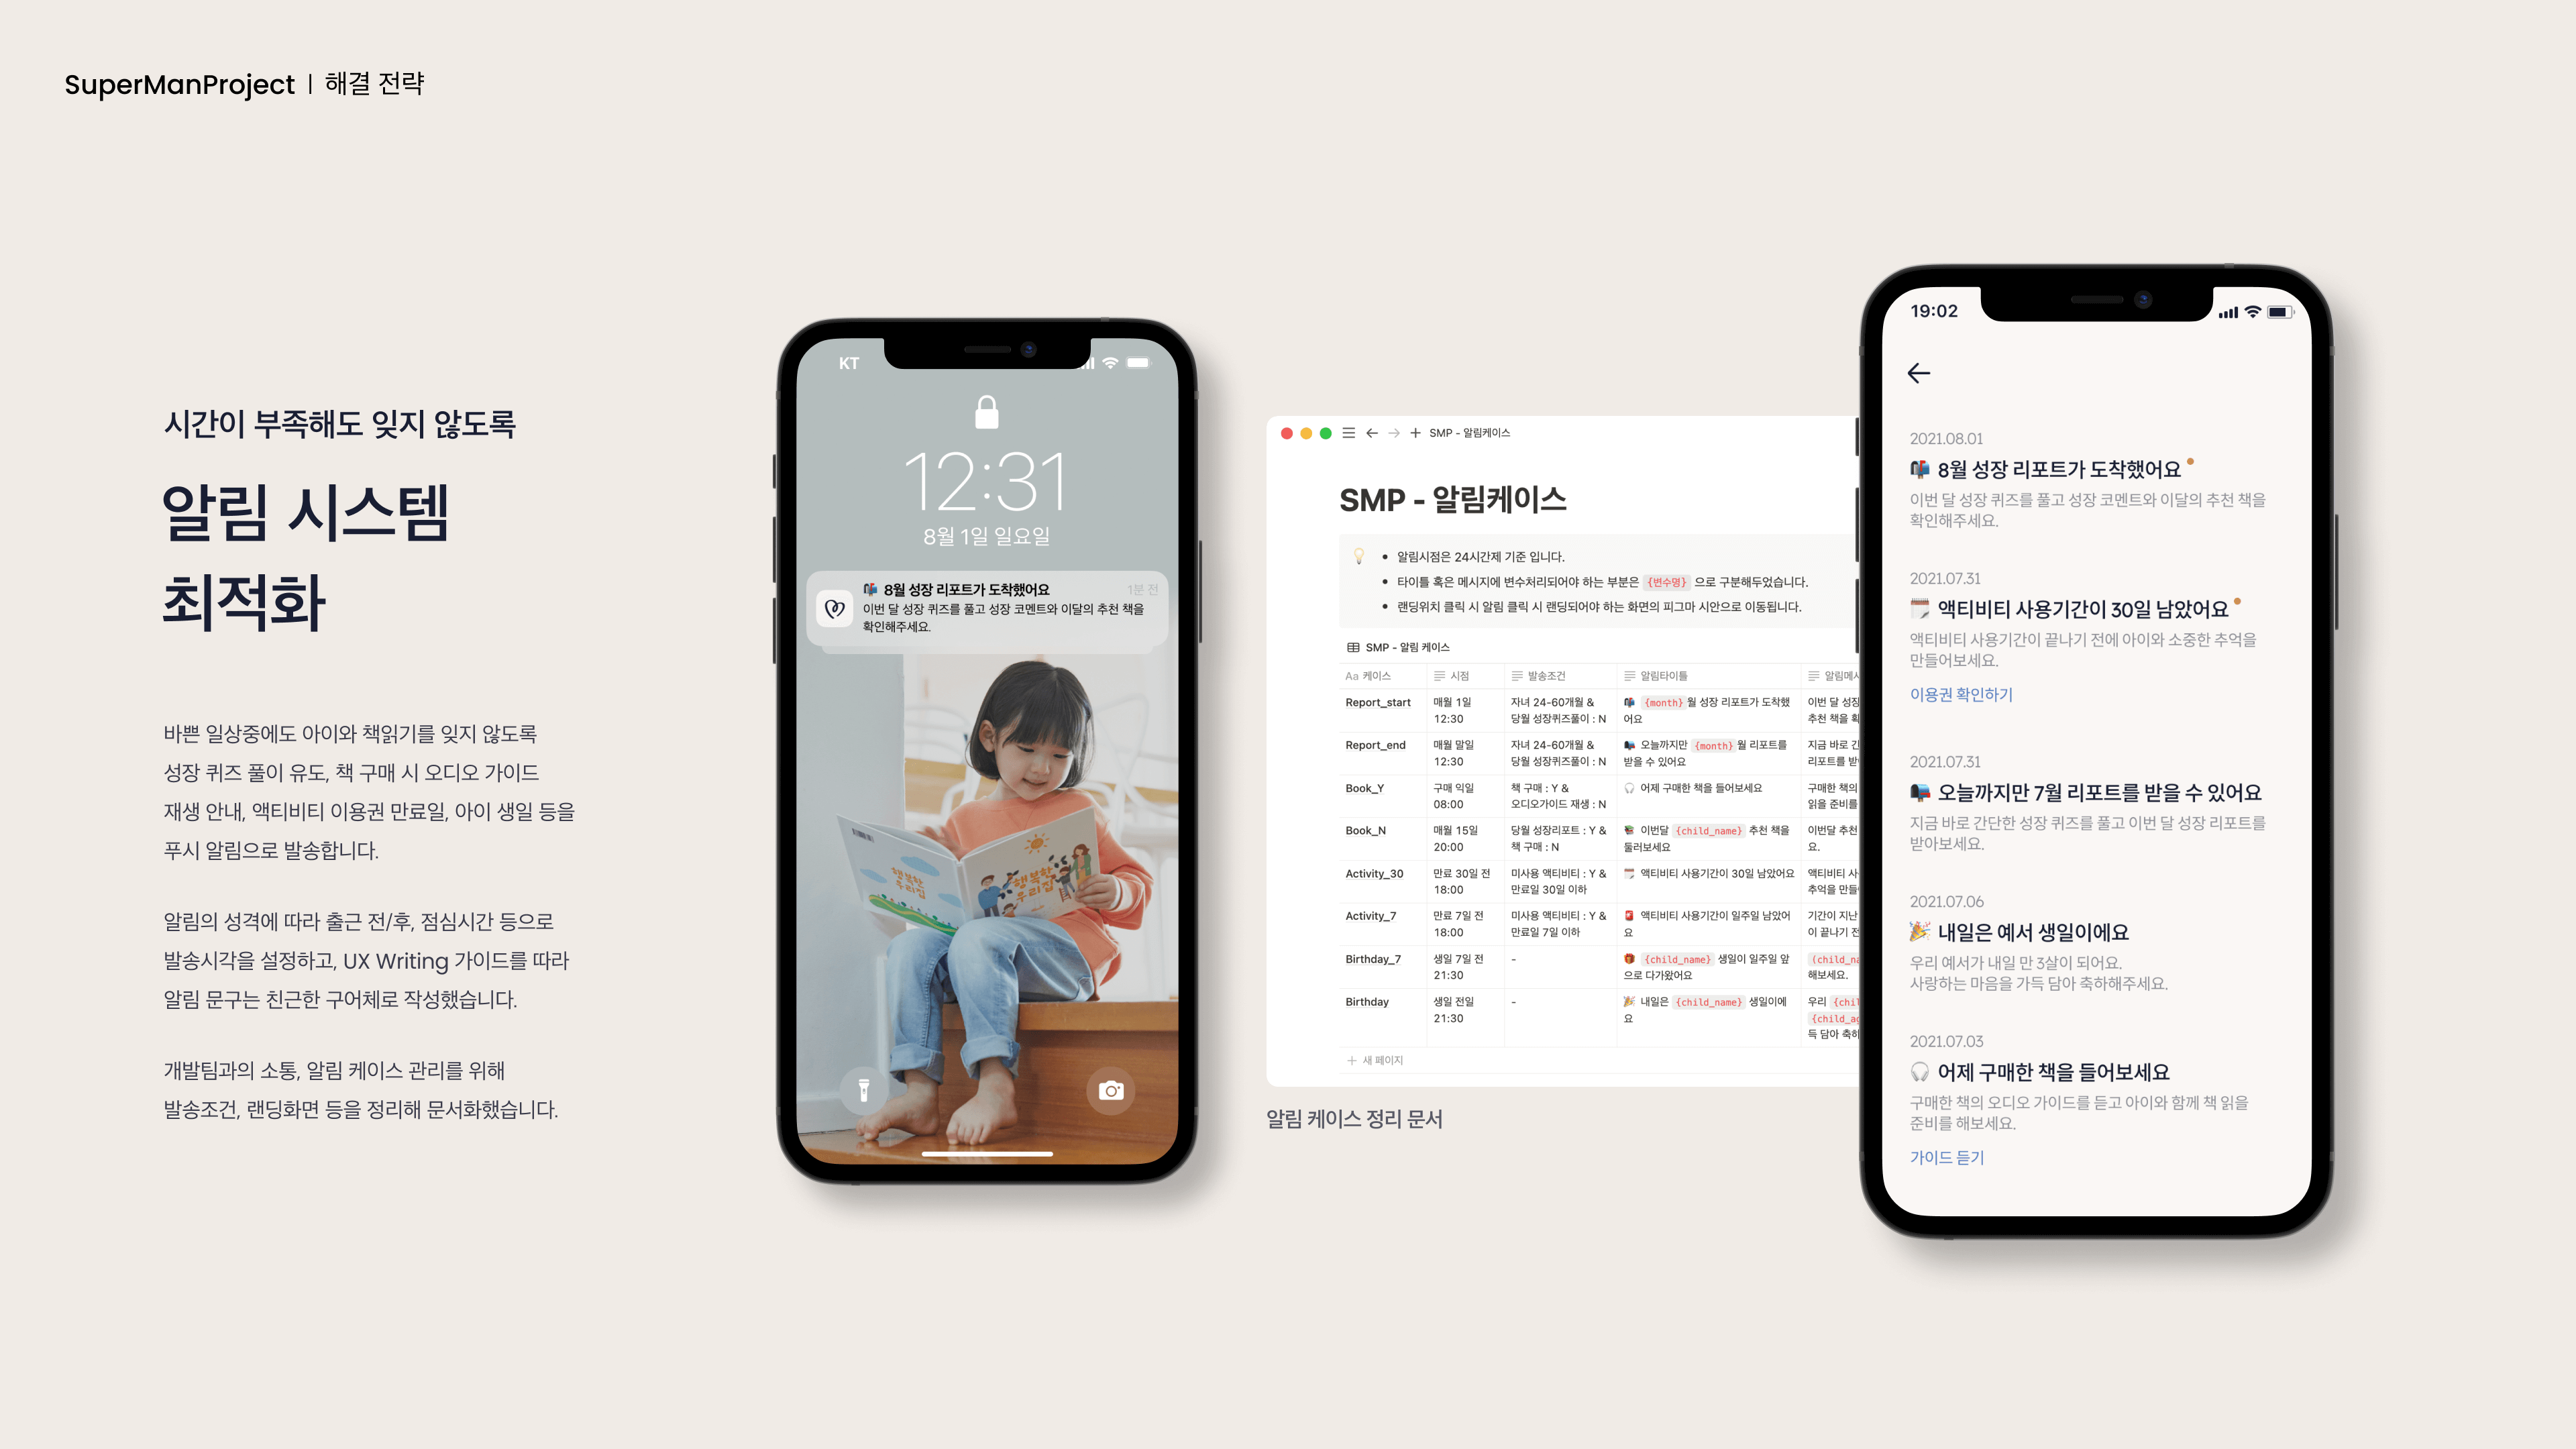 SuperManProject | 해결 전략
시간이 부족해도 잊지 않도록
알림 시스템
최적화
바쁜 일상중에도 아이와 책읽기를 잊지 않도록
성장 퀴즈 풀이 유도, 책 구매 시 오디오 가이드
재생 안내, 액티비티 이용권 만료일, 아이 생일 등을
푸시 알림으로 발송합니다.
알림의 성격에 따라 출근 전/후, 점심시간 등으로
발송시각을 설정하고, UX Writing 가이드를 따라
알림 문구는 친근한 구어체로 작성했습니다.
개발팀과의 소통, 알림 케이스 관리를 위해
발송조건, 랜딩화면 등을 정리해 문서화했습니다.
KT
12:31
8월 1일 일요일
📬 8월 성장 리포트가 도착했어요 1분 전
이번 달 성장 퀴즈를 풀고 성장 코멘트와 이달의 추천 책을
확인해주세요.
행복한
우리집
행복한
우리집
SMP - 알림케이스
SMP - 알림케이스
알림시점은 24시간제 기준 입니다.
타이틀 혹은 메시지에 변수처리되어야 하는 부분은 {변수명} 으로 구분해두었습니다.
랜딩위치 클릭 시 알림 클릭 시 랜딩되어야 하는 화면의 피그마 시안으로 이동됩니다.
SMP - 알림 케이스
Aa 케이스 시점 발송조건 알림타이틀 알림메시
Report_start 매월 1일 자녀 24-60개월 & 📬 {month}월 성장 리포트가 도착했 이번 달 성장
12:30 당월 성장퀴즈풀이 : N 어요 추천 책을 확
Report_end 매월 말일 자녀 24-60개월 & 📭 오늘까지만 {month}월 리포트를 지금 바로 간
12:30 당월 성장퀴즈풀이 : N 받을 수 있어요 리포트를 받
Book_Y 구매 익일 책 구매 : Y & 🎧 어제 구매한 책을 들어보세요 구매한 책의
08:00 오디오가이드 재생 : N 읽을 준비를
Book_N 매월 15일 당월 성장리포트 : Y & 📚 이번달 {child_name} 추천 책을 이번달 추천
20:00 책 구매 : N 둘러보세요 요.
Activity_30 만료 30일 전 미사용 액티비티 : Y & 🗓 액티비티 사용기간이 30일 남았어요 액티비티 사
18:00 만료일 30일 이하 추억을 만들
Activity_7 만료 7일 전 미사용 액티비티 : Y & 🚨 액티비티 사용기간이 일주일 남았어 기간이 지난
18:00 만료일 7일 이하 요 이 끝나기 전
Birthday_7 생일 7일 전 - 🎁 {child_name} 생일이 일주일 앞 {child_na
21:30 으로 다가왔어요 해보세요.
Birthday 생일 전일 - 🎉 내일은 {child_name} 생일이에 우리 {chil
21:30 요 {child_ag
득 담아 축하
+ 새 페이지
알림 케이스 정리 문서
19:02
2021.08.01
📬 8월 성장 리포트가 도착했어요
이번 달 성장 퀴즈를 풀고 성장 코멘트와 이달의 추천 책을
확인해주세요.
2021.07.31
🗓 액티비티 사용기간이 30일 남았어요
액티비티 사용기간이 끝나기 전에 아이와 소중한 추억을
만들어보세요.
이용권 확인하기
2021.07.31
📭 오늘까지만 7월 리포트를 받을 수 있어요
지금 바로 간단한 성장 퀴즈를 풀고 이번 달 성장 리포트를
받아보세요.
2021.07.06
🎉 내일은 예서 생일이에요
우리 예서가 내일 만 3살이 되어요.
사랑하는 마음을 가득 담아 축하해주세요.
2021.07.03
🎧 어제 구매한 책을 들어보세요
구매한 책의 오디오 가이드를 듣고 아이와 함께 책 읽을
준비를 해보세요.
가이드 듣기